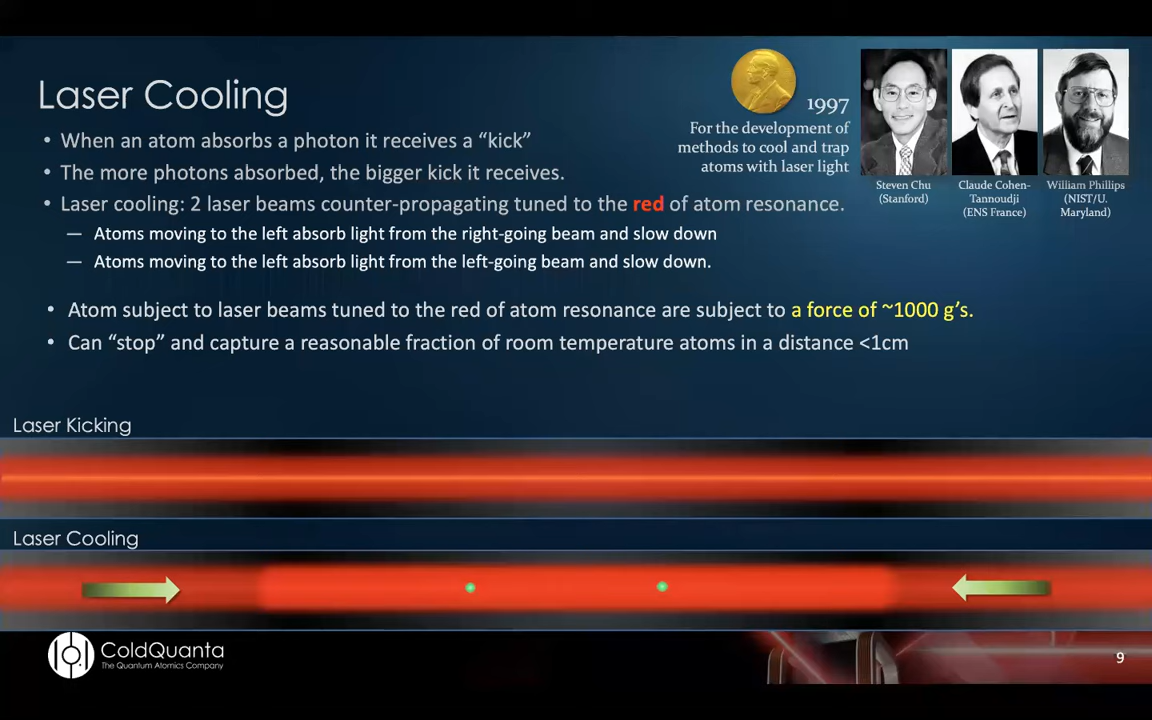 Laser Cooling
1997
For the development of
methods to cool and trap
atoms with laser light
Steven Chu
(Stanford)
Claude Cohen-
Tannoudji
(ENS France)
William Phillips
(NIST/U.
Maryland)
• When an atom absorbs a photon it receives a “kick”
• The more photons absorbed, the bigger kick it receives.
• Laser cooling: 2 laser beams counter-propagating tuned to the red of atom resonance.
— Atoms moving to the left absorb light from the right-going beam and slow down
— Atoms moving to the left absorb light from the left-going beam and slow down.
• Atom subject to laser beams tuned to the red of atom resonance are subject to a force of ~1000 g’s.
• Can “stop” and capture a reasonable fraction of room temperature atoms in a distance <1cm
Laser Kicking
Laser Cooling
ColdQuanta
The Quantum Atomics Company
9